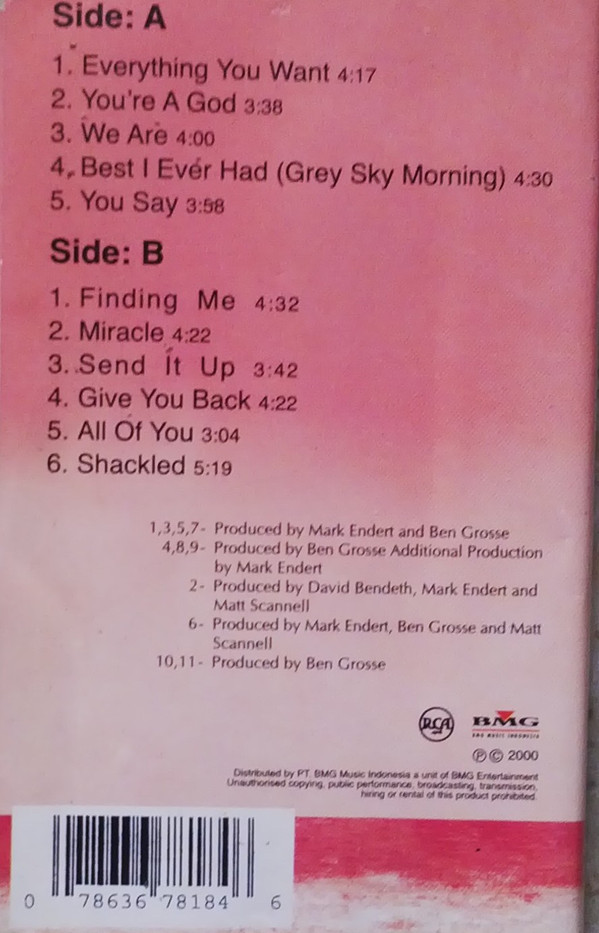 Side: A
1. Everything You Want 4:17
2. You're A God 3:38
3. We Are 4:00
4. Best I Ever Had (Grey Sky Morning) 4:30
5. You Say 3:58
Side: B
1. Finding Me 4:32
2. Miracle 4:22
3. Send It Up 3:42
4. Give You Back 4:22
5. All Of You 3:04
6. Shackled 5:19
1,3,5,7- Produced by Mark Endert and Ben Grosse
4,8,9- Produced by Ben Grosse Additional Production
by Mark Endert
2- Produced by David Bendeth, Mark Endert and
Matt Scannell
6- Produced by Mark Endert, Ben Grosse and Matt
Scannell
10,11- Produced by Ben Grosse
RCA BMG
BMG MUSIC INDONESIA
℗ © 2000
Distributed by PT. BMG Music Indonesia a unit of BMG Entertainment
Unauthorised copying, public performance, broadcasting, transmission,
hiring or rental of this product prohibited.
0 78636 78184 6